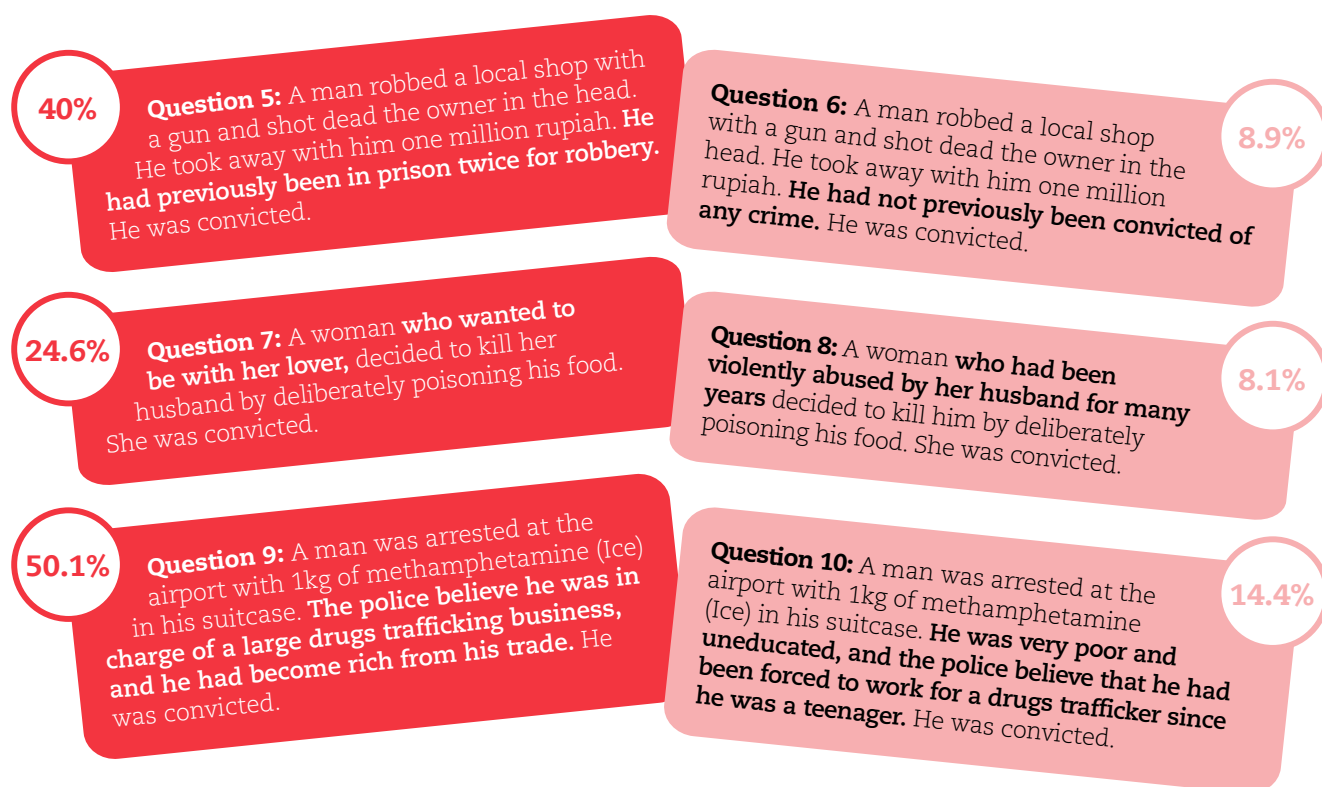 40%
Question 5: A man robbed a local shop with
a gun and shot dead the owner in the head.
He took away with him one million rupiah. He
had previously been in prison twice for robbery.
He was convicted.
Question 6: A man robbed a local shop
with a gun and shot dead the owner in the
head. He took away with him one million
rupiah. He had not previously been convicted of
any crime. He was convicted.
8.9%
24.6%
Question 7: A woman who wanted to
be with her lover, decided to kill her
husband by deliberately poisoning his food.
She was convicted.
Question 8: A woman who had been
violently abused by her husband for many
years decided to kill him by deliberately
poisoning his food. She was convicted.
8.1%
50.1%
Question 9: A man was arrested at the
airport with 1kg of methamphetamine (Ice)
in his suitcase. The police believe he was in
charge of a large drugs trafficking business,
and he had become rich from his trade. He
was convicted.
Question 10: A man was arrested at the
airport with 1kg of methamphetamine
(Ice) in his suitcase. He was very poor and
uneducated, and the police believe that he had
been forced to work for a drugs trafficker since
he was a teenager. He was convicted.
14.4%